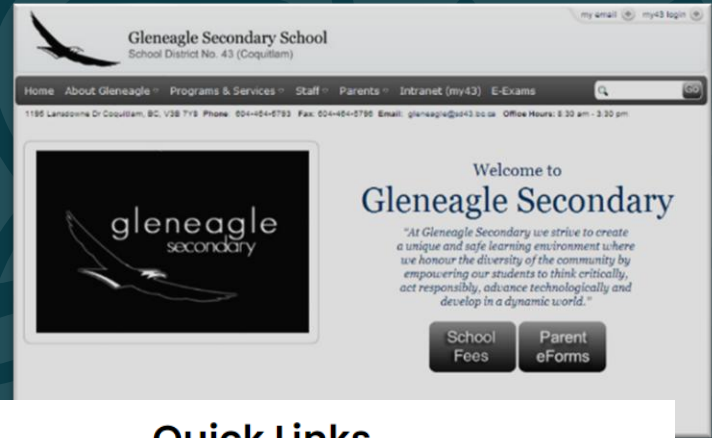 my email my43 login
Gleneagle Secondary School
School District No. 43 (Coquitlam)
Home About Gleneagle Programs & Services Staff Parents Intranet (my43) E-Exams GO
1195 Lansdowne Dr Coquitlam, BC, V3B 7Y8 Phone: 604-464-5793 Fax: 604-464-5796 Email: gleneagle@sd43.bc.ca Office Hours: 8:30 am - 3:30 pm
gleneagle
secondary
Welcome to
Gleneagle Secondary
"At Gleneagle Secondary we strive to create
a unique and safe learning environment where
we honour the diversity of the community by
empowering our students to think critically,
act responsibly, advance technologically and
develop in a dynamic world."
School
Fees
Parent
eForms
Quick Links